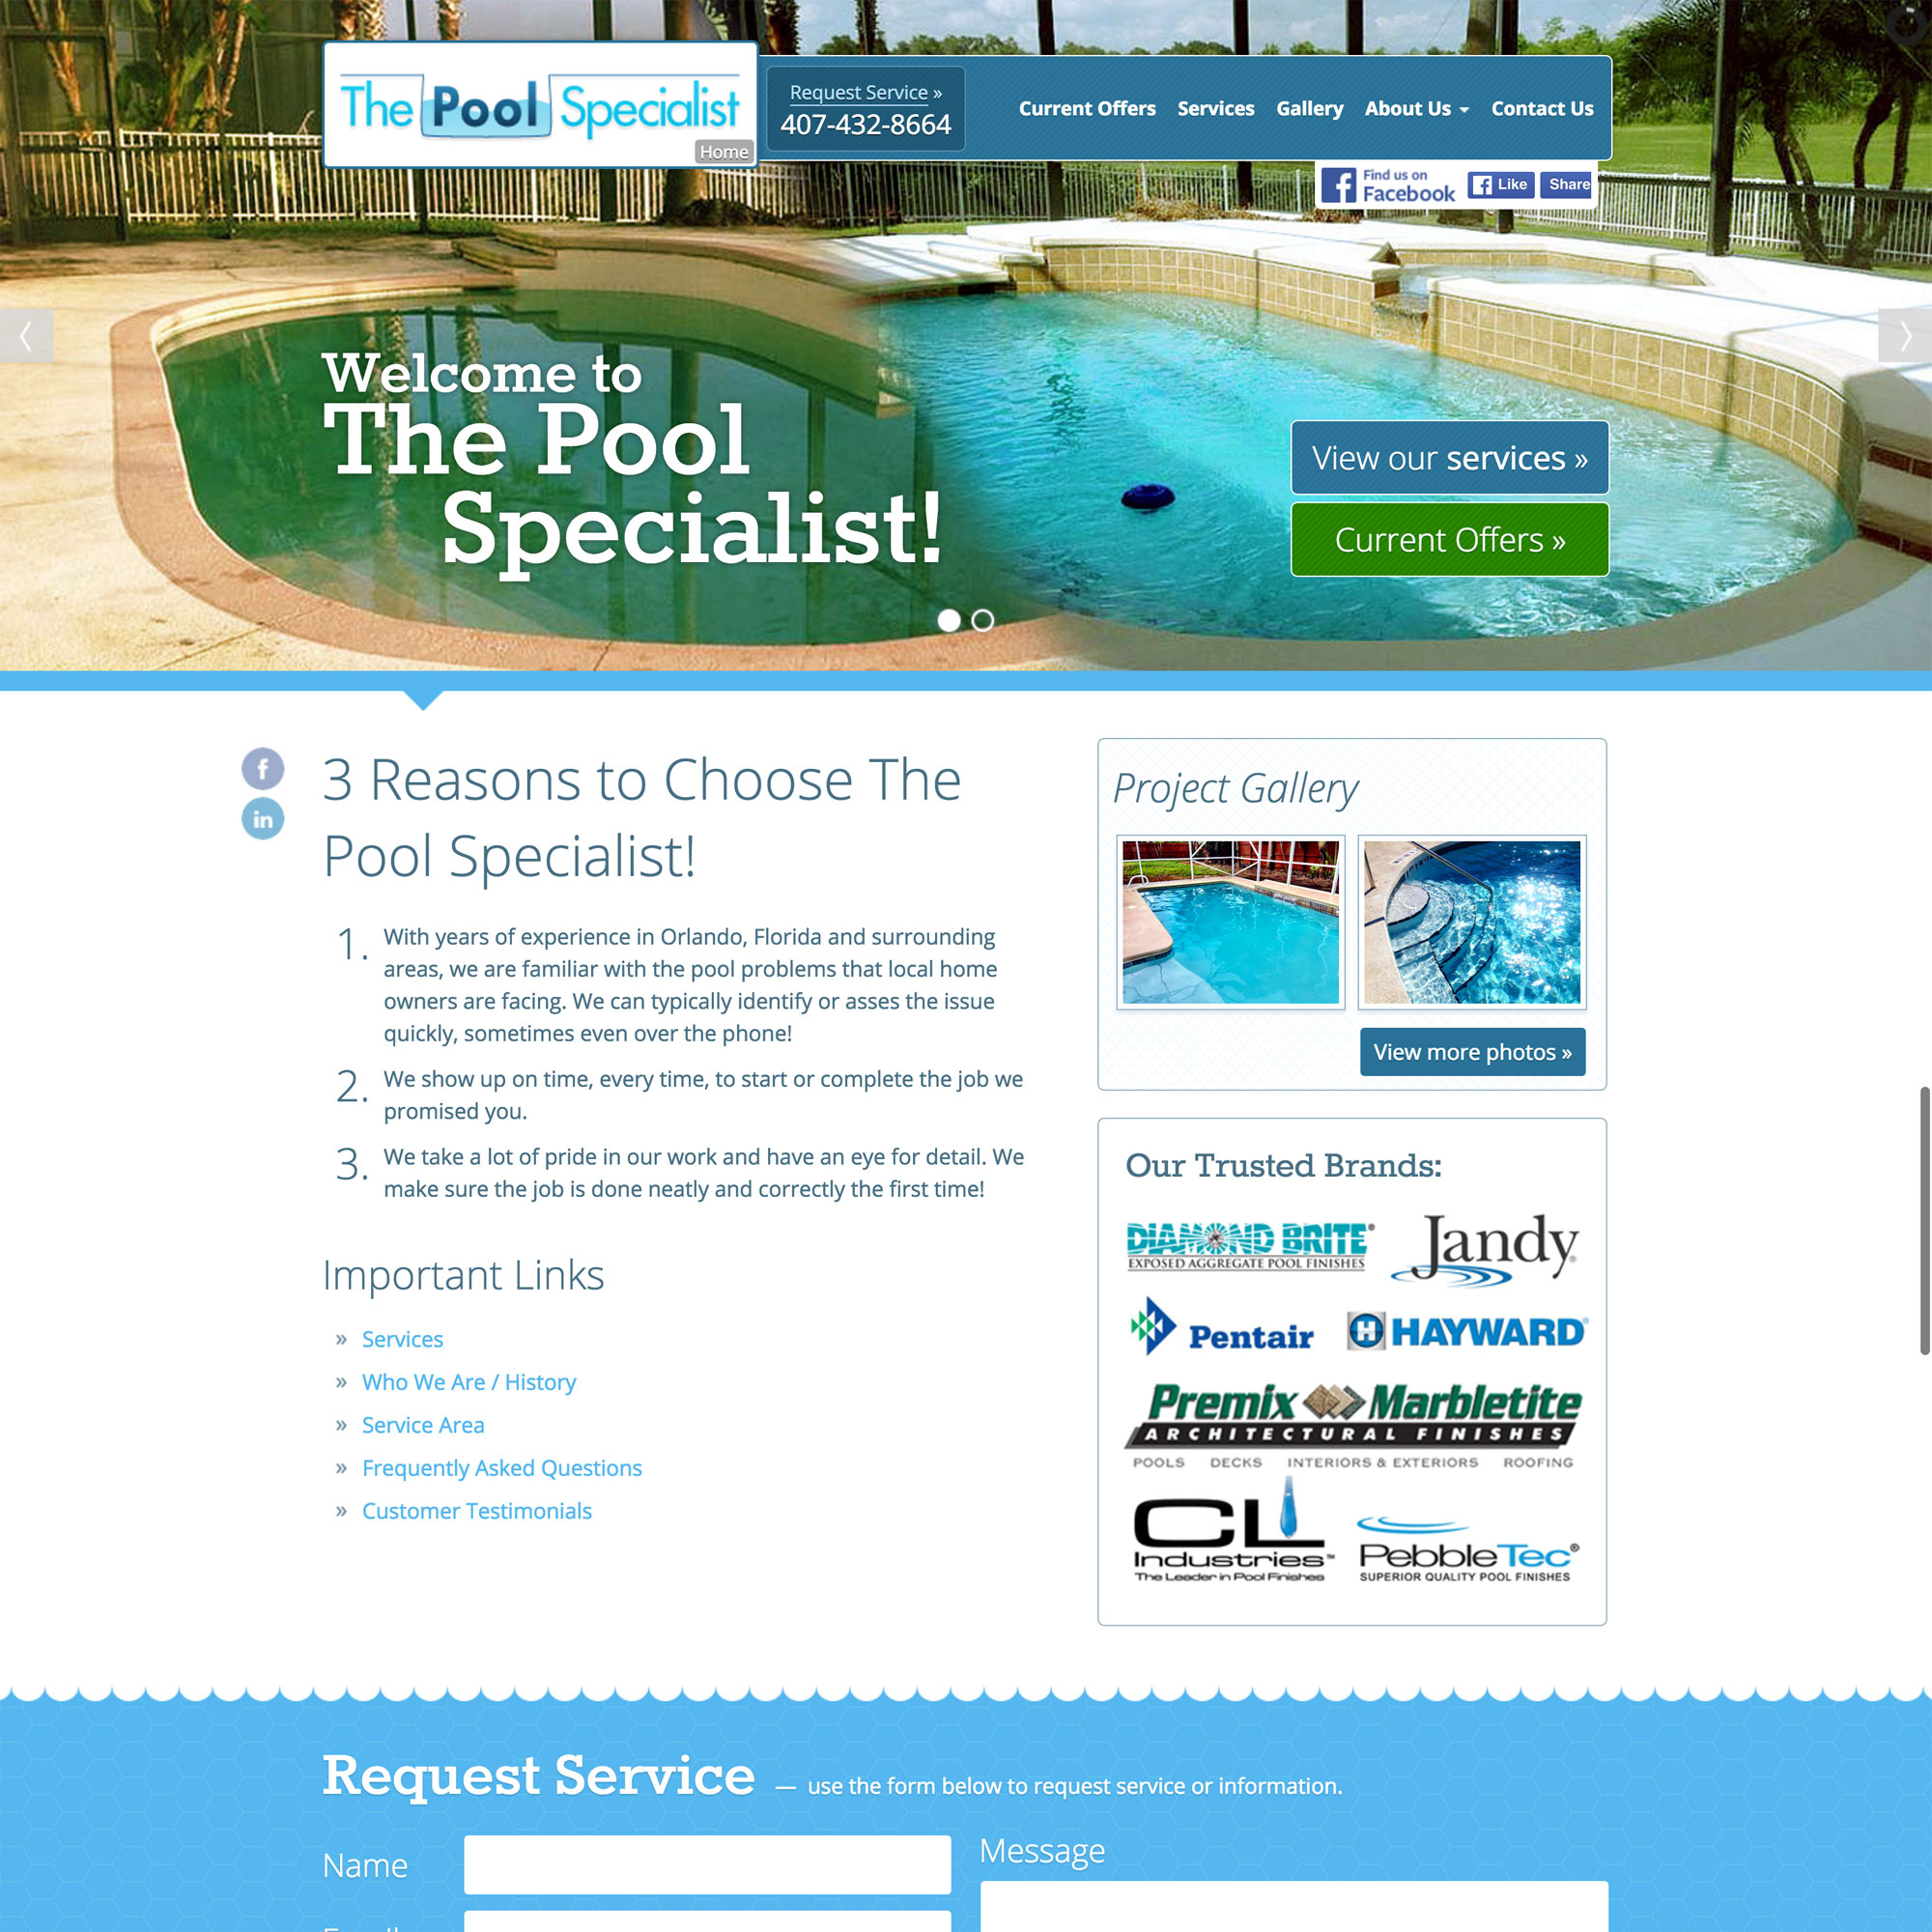 The Pool Specialist
Home
Request Service »
407-432-8664
Current Offers Services Gallery About Us Contact Us
Find us on
Facebook
Like Share
Welcome to
The Pool
Specialist!
View our services »
Current Offers »
3 Reasons to Choose The
Pool Specialist!
1. With years of experience in Orlando, Florida and surrounding
areas, we are familiar with the pool problems that local home
owners are facing. We can typically identify or asses the issue
quickly, sometimes even over the phone!
2. We show up on time, every time, to start or complete the job we
promised you.
3. We take a lot of pride in our work and have an eye for detail. We
make sure the job is done neatly and correctly the first time!
Important Links
» Services
» Who We Are / History
» Service Area
» Frequently Asked Questions
» Customer Testimonials
Project Gallery
View more photos »
Our Trusted Brands:
DIAMOND BRITE®
EXPOSED AGGREGATE POOL FINISHES
Jandy®
Pentair
H HAYWARD®
Premix Marbletite
ARCHITECTURAL FINISHES
POOLS DECKS INTERIORS & EXTERIORS ROOFING
CL
Industries™
The Leader in Pool Finishes
PebbleTec®
SUPERIOR QUALITY POOL FINISHES
Request Service — use the form below to request service or information.
Name
Message